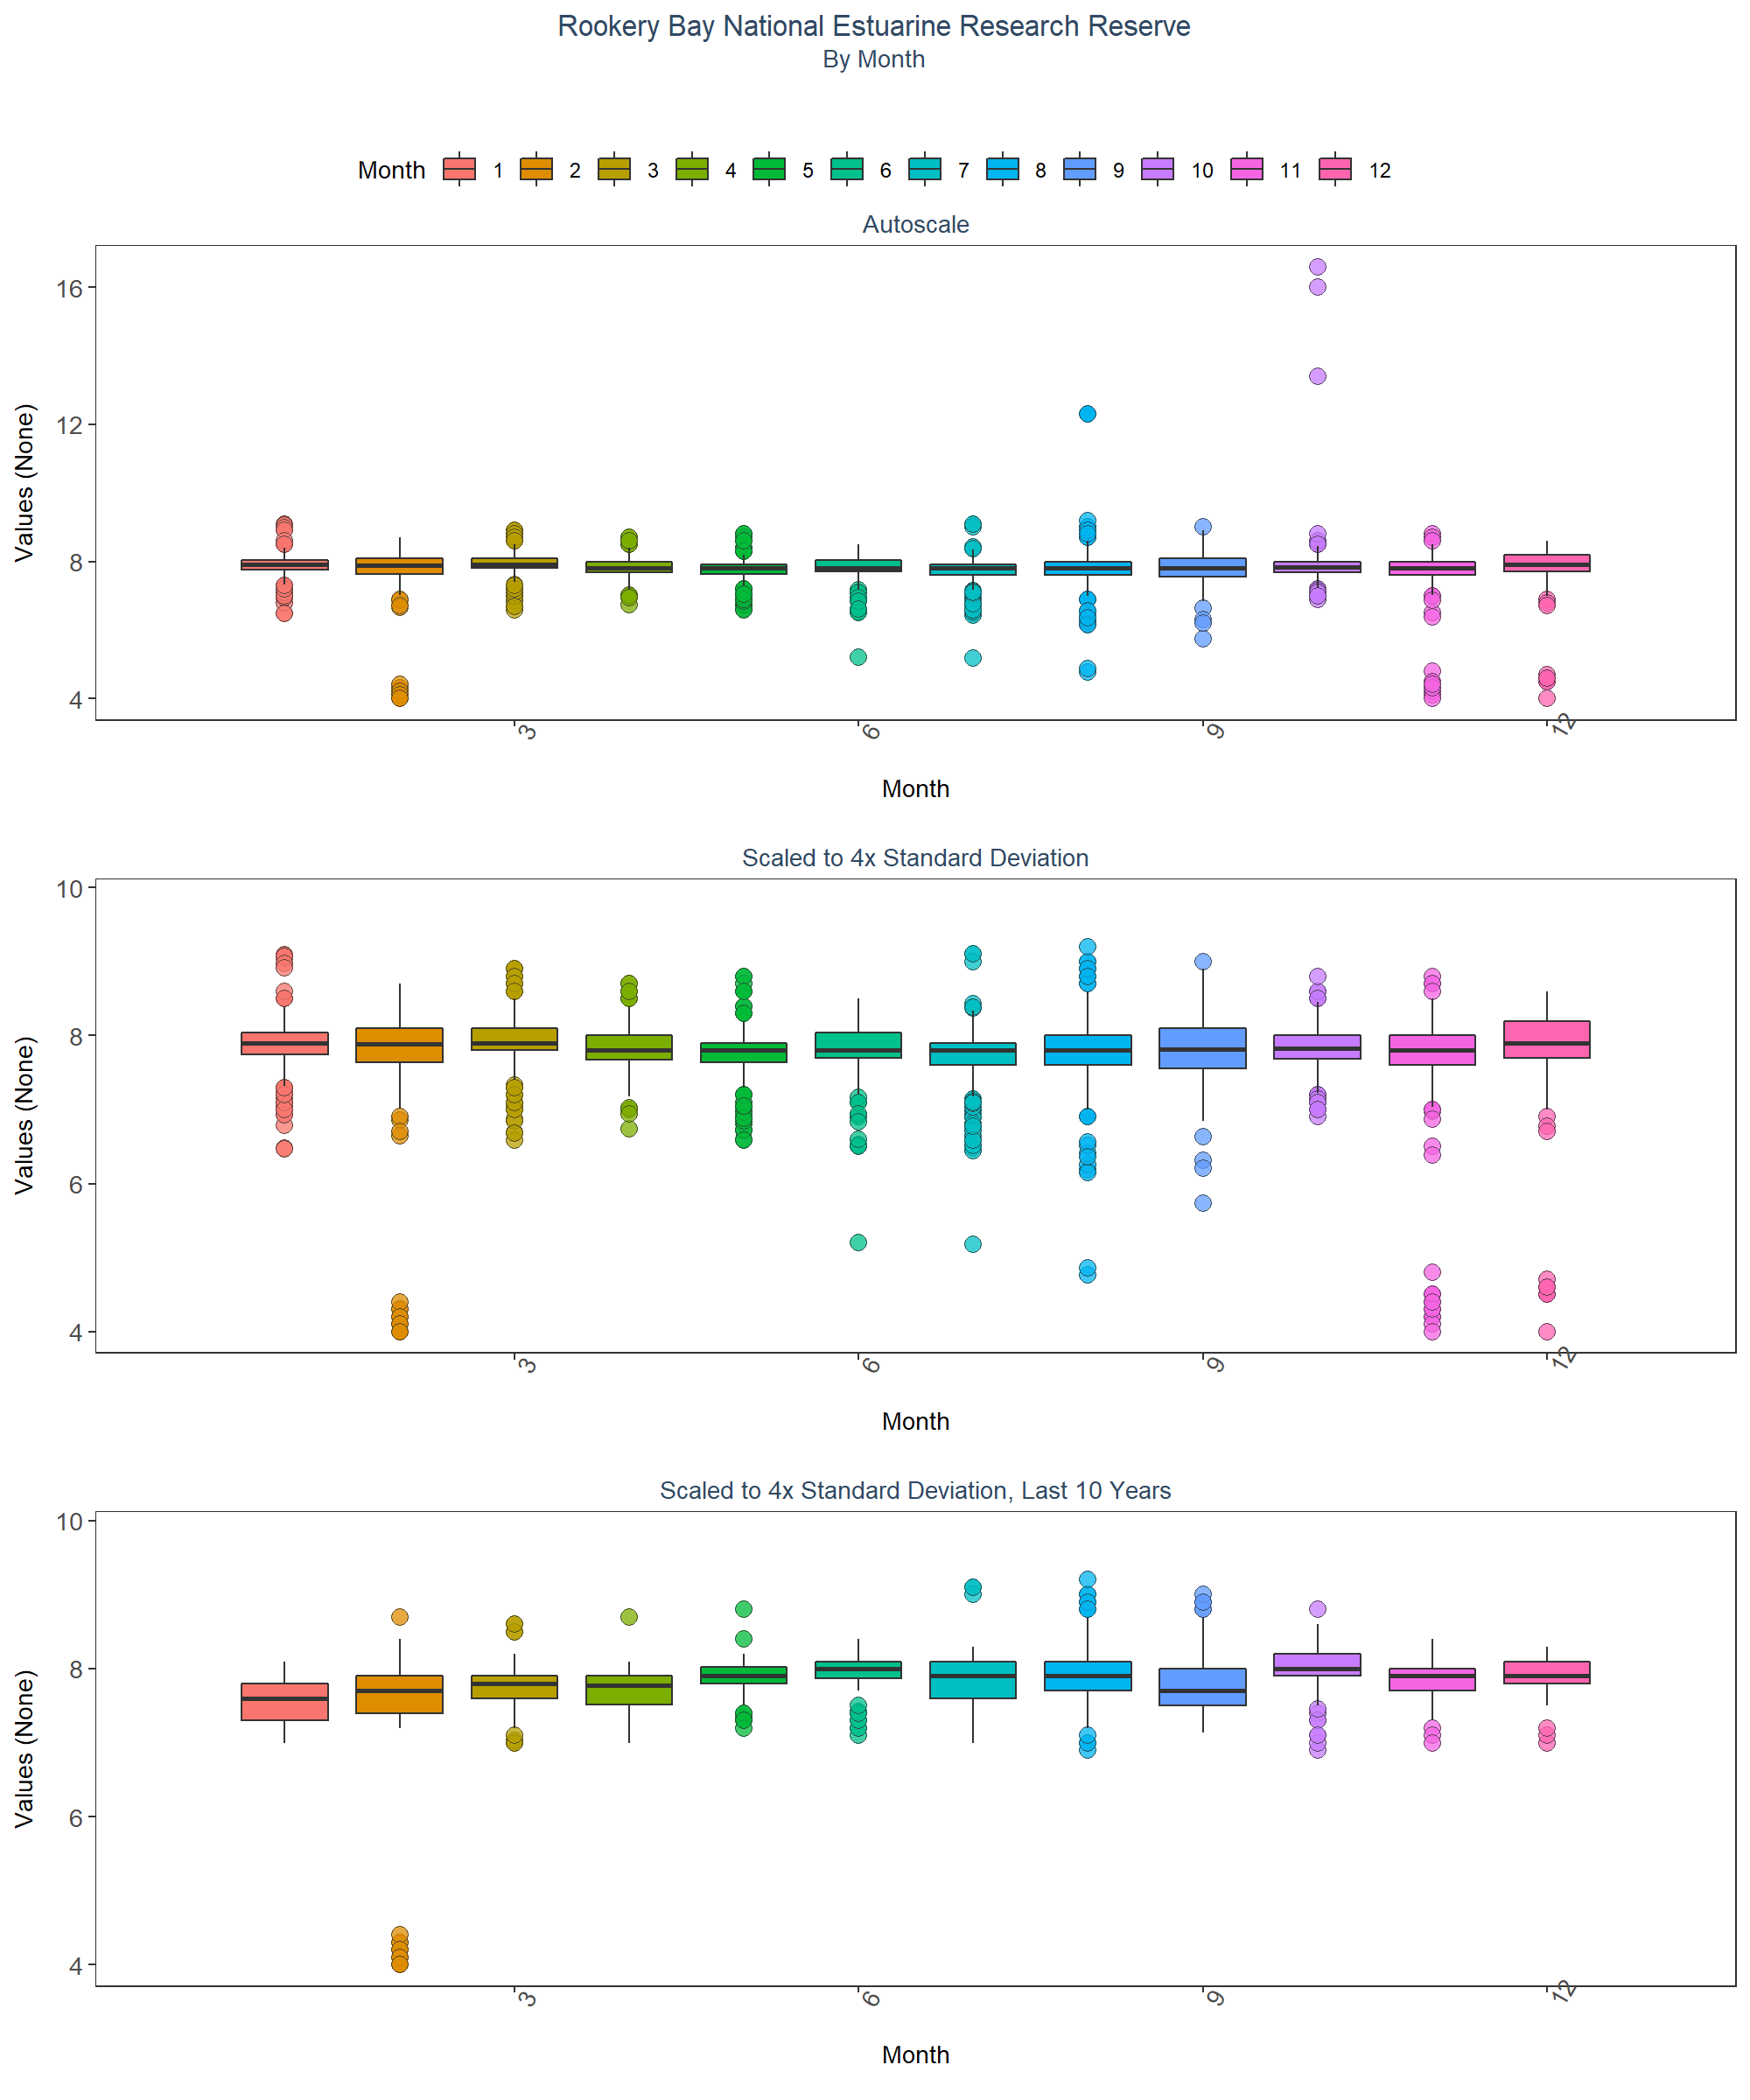 Rookery Bay National Estuarine Research Reserve
By Month
Month 1 2 3 4 5 6 7 8 9 10 11 12
Autoscale
Values (None)
16
12
8
4
3 6 9 12
Month
Scaled to 4x Standard Deviation
Values (None)
10
8
6
4
3 6 9 12
Month
Scaled to 4x Standard Deviation, Last 10 Years
Values (None)
10
8
6
4
3 6 9 12
Month